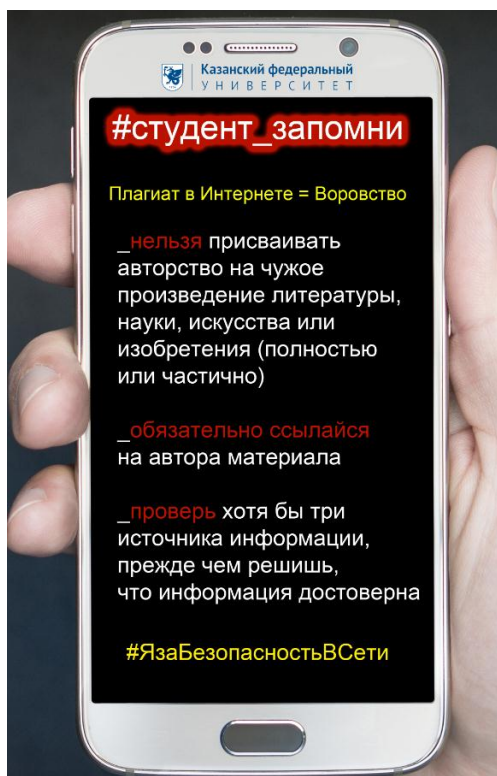 Казанский федеральный
УНИВЕРСИТЕТ
#студент_запомни
Плагиат в Интернете = Воровство
_нельзя присваивать
авторство на чужое
произведение литературы,
науки, искусства или
изобретения (полностью
или частично)
_обязательно ссылайся
на автора материала
_проверь хотя бы три
источника информации,
прежде чем решишь,
что информация достоверна
#ЯзаБезопасностьВСети